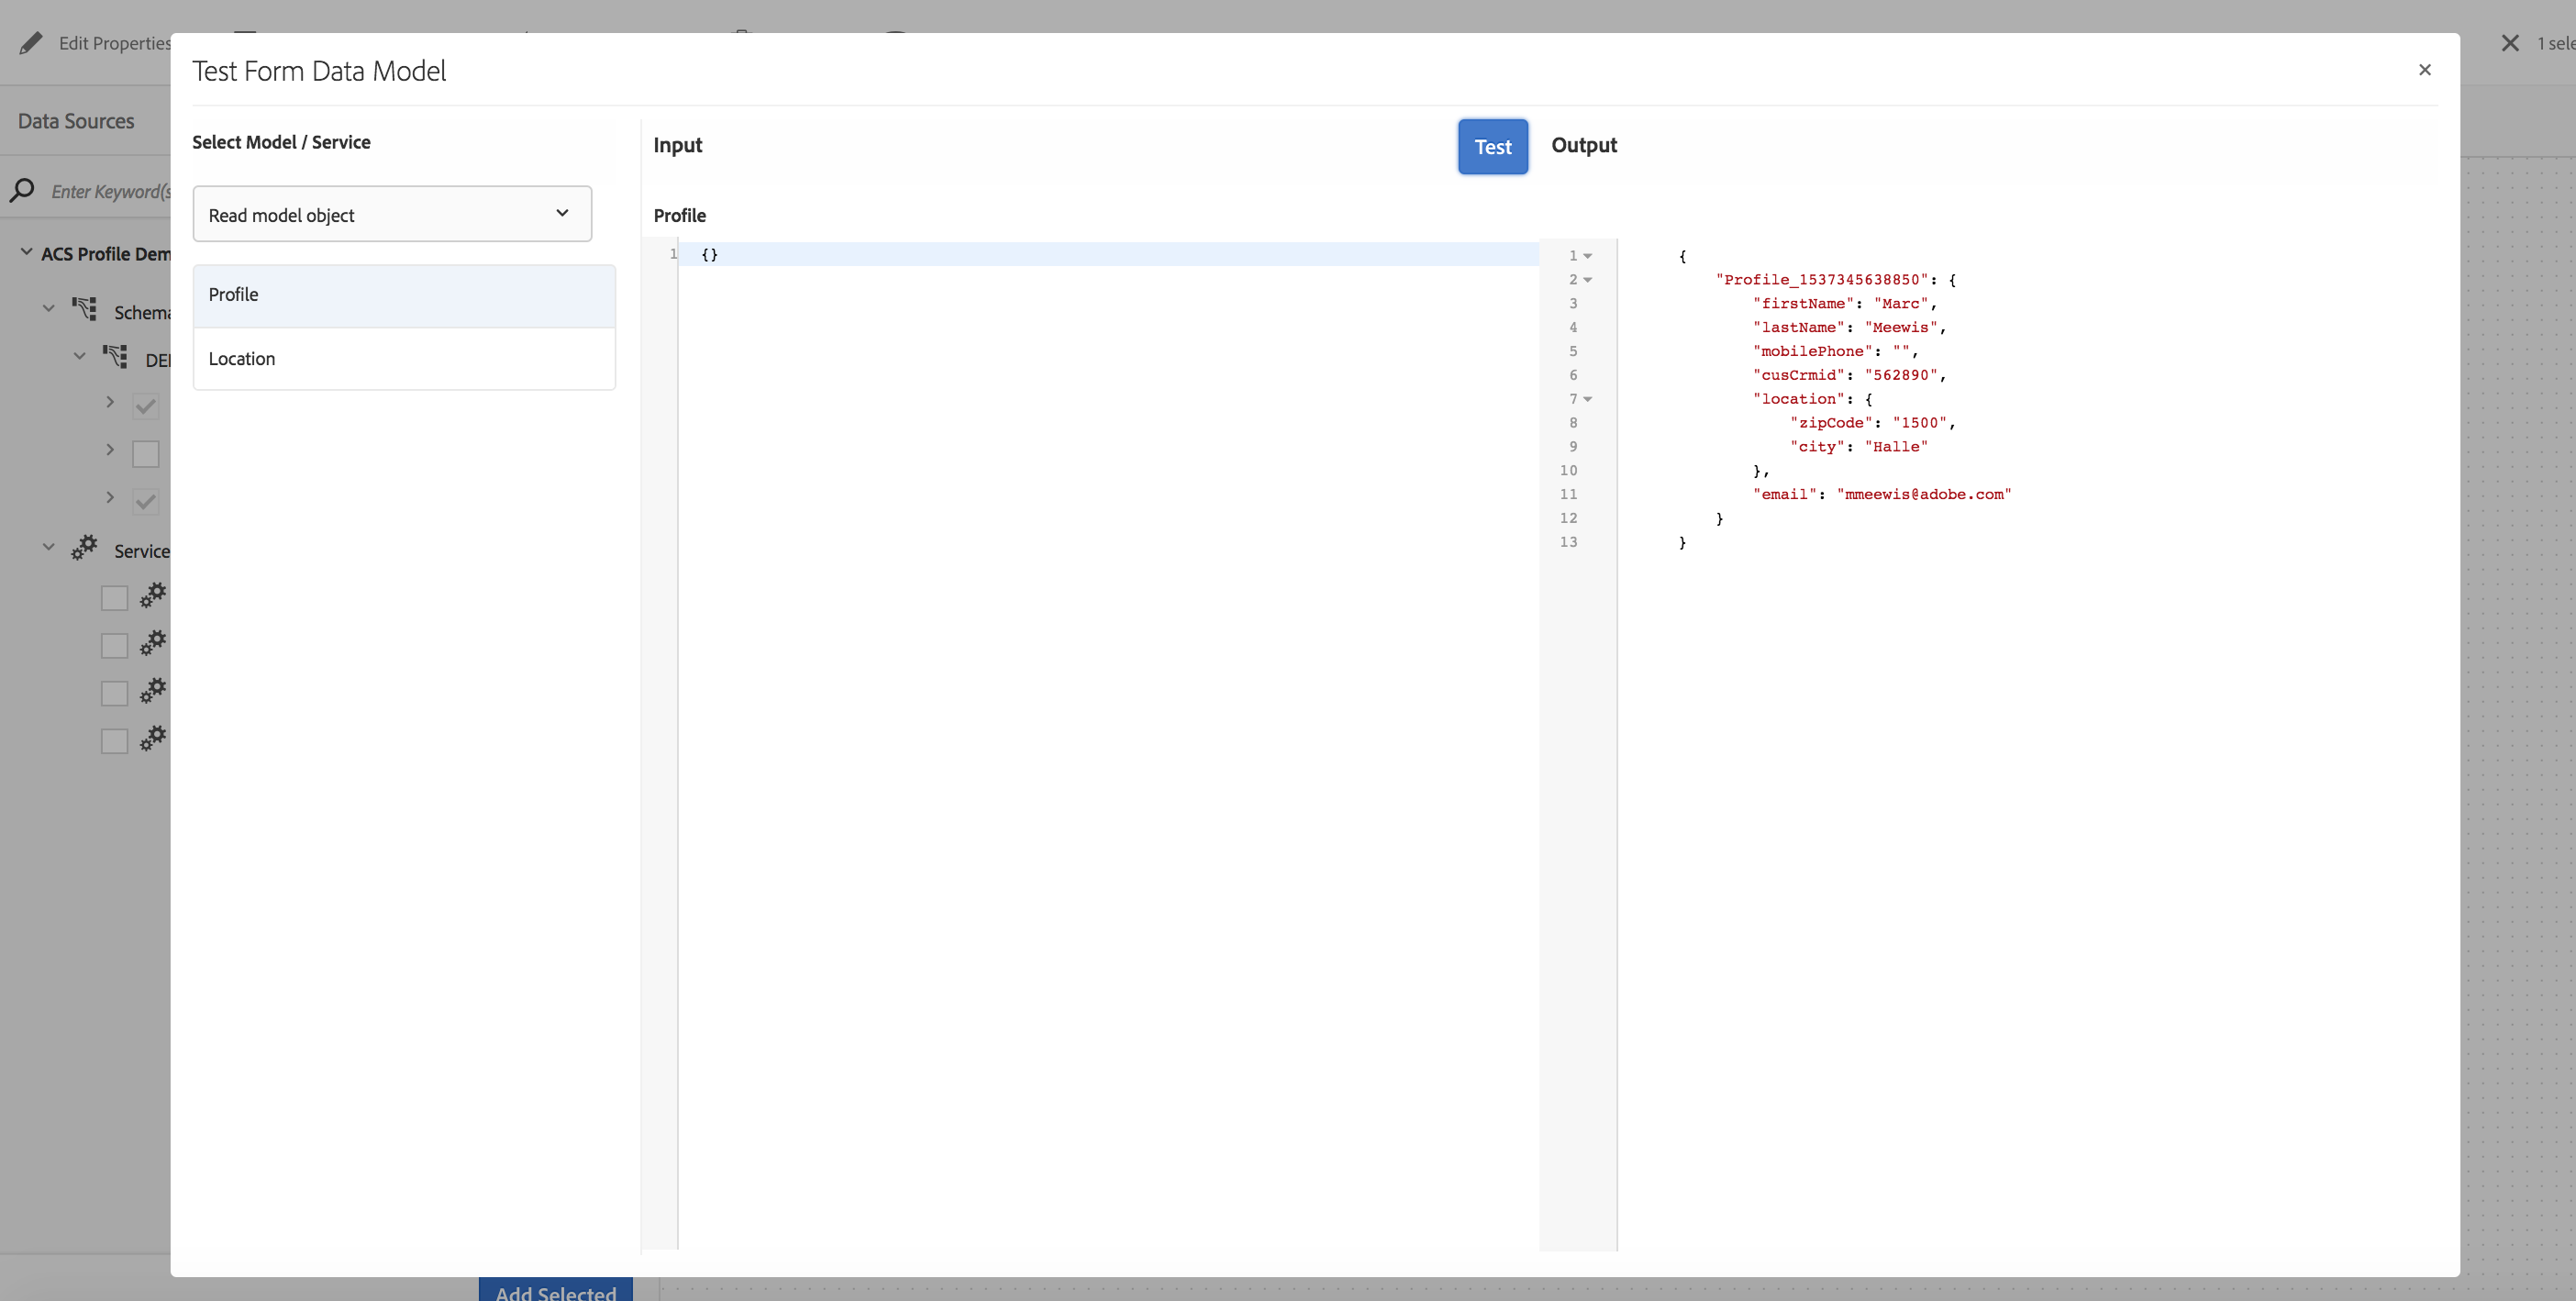 Edit Properties
1 sele
Test Form Data Model
Data Sources
Select Model / Service
Input
Test
Output
Enter Keyword(s
Read model object
Profile
ACS Profile Dem
1 {}
Profile
Location
Schema
DE
Service
1 {
2 "Profile_1537345638850": {
3 "firstName": "Marc",
4 "lastName": "Meewis",
5 "mobilePhone": "",
6 "cusCrmid": "562890",
7 "location": {
8 "zipCode": "1500",
9 "city": "Halle"
10 },
11 "email": "mmeewis@adobe.com"
12 }
13 }
Add Selected